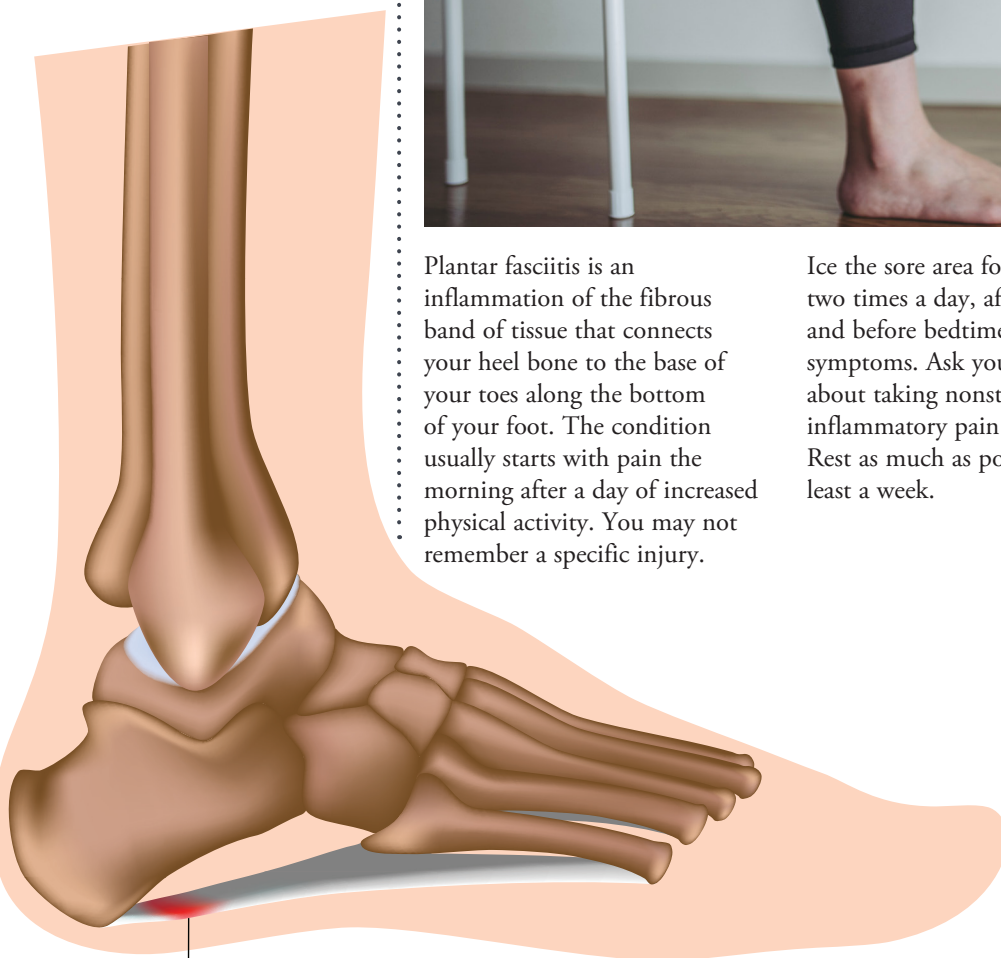 Plantar fasciitis is an
inflammation of the fibrous
band of tissue that connects
your heel bone to the base of
your toes along the bottom
of your foot. The condition
usually starts with pain the
morning after a day of increased
physical activity. You may not
remember a specific injury.
Ice the sore area
two times a day,
and before
symptoms. Ask
about taking
inflammatory pain
Rest as much as
least a week.